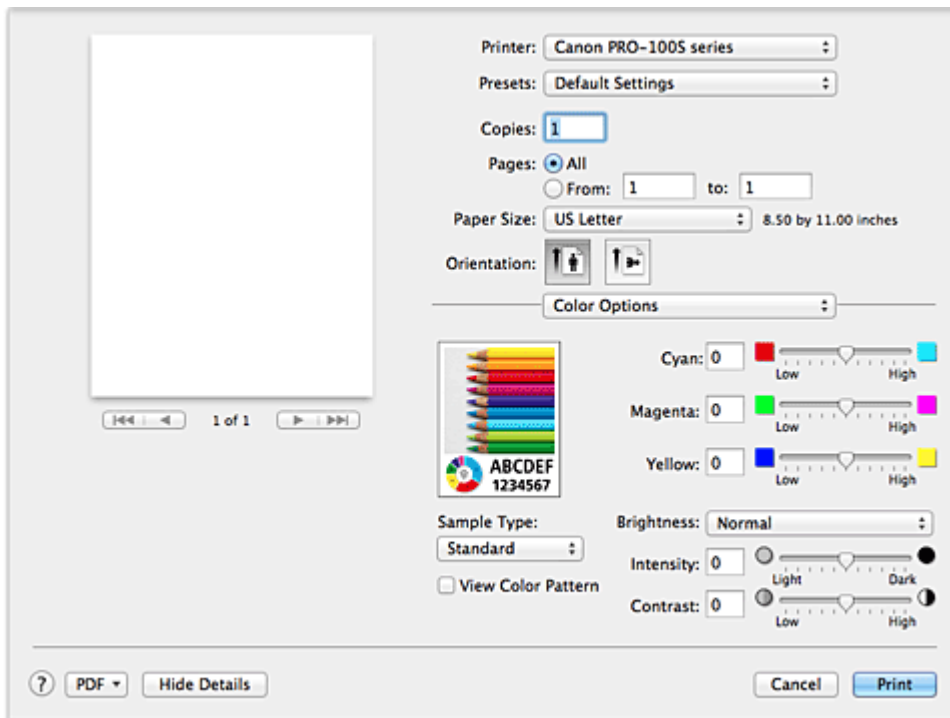 Printer: Canon PRO-100S series
Presets: Default Settings
Copies: 1
Pages: All
From: 1 to: 1
Paper Size: US Letter 8.50 by 11.00 inches
Orientation:
Color Options
1 of 1
ABCDEF
1234567
Cyan: 0
Low High
Magenta: 0
Low High
Yellow: 0
Low High
Sample Type:
Standard
View Color Pattern
Brightness: Normal
Intensity: 0
Light Dark
Contrast: 0
Low High
? PDF Hide Details Cancel Print